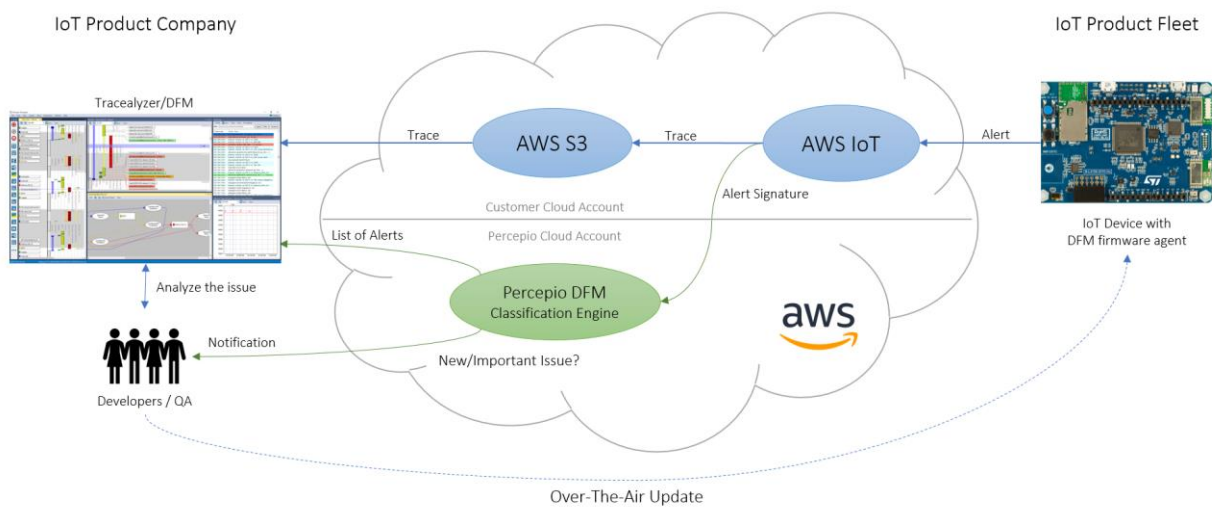 IoT Product Company
IoT Product Fleet
Tracealyzer/DFM
Trace
AWS S3
Trace
AWS IoT
Alert
Alert Signature
Customer Cloud Account
Percepio Cloud Account
List of Alerts
IoT Device with
DFM firmware agent
Analyze the issue
Percepio DFM
Classification Engine
aws
Notification
New/Important Issue?
Developers / QA
Over-The-Air Update